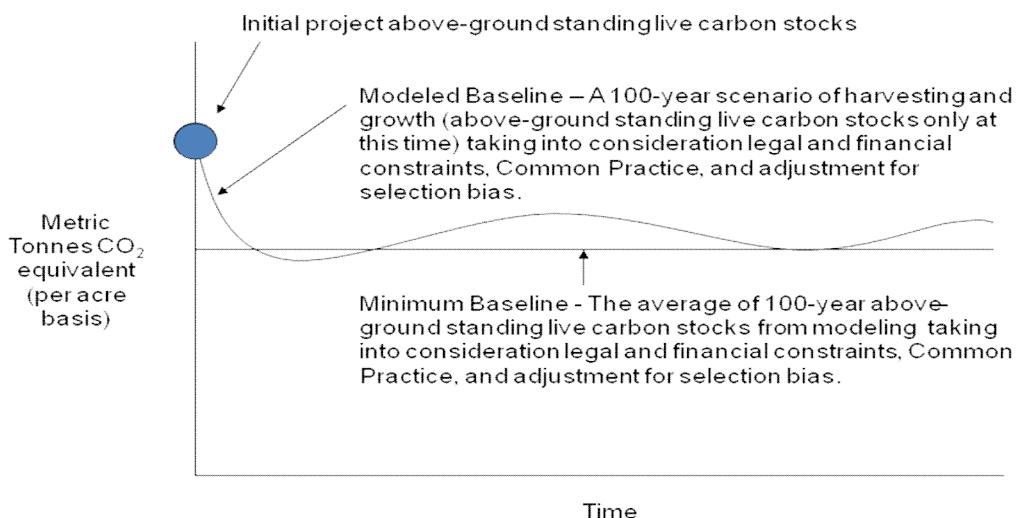 Initial project above-ground standing live carbon stocks
Modeled Baseline – A 100-year scenario of harvesting and
growth (above-ground standing live carbon stocks only at
this time) taking into consideration legal and financial
constraints, Common Practice, and adjustment for
selection bias.
Metric
Tonnes CO₂
equivalent
(per acre
basis)
Minimum Baseline - The average of 100-year above-
ground standing live carbon stocks from modeling taking
into consideration legal and financial constraints, Common
Practice, and adjustment for selection bias.
Time